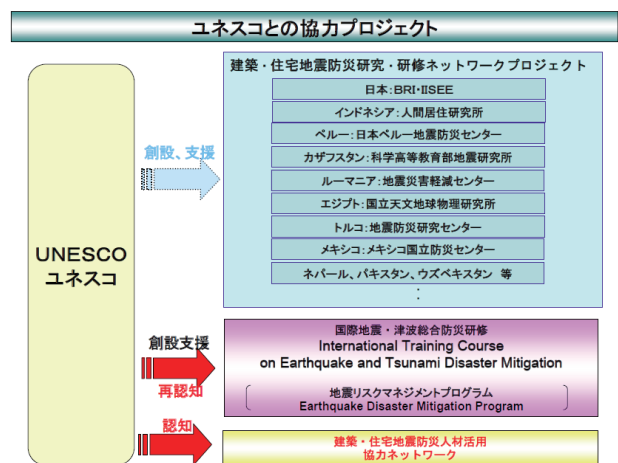 ユネスコとの協力プロジェクト
建築・住宅地震防災研究・研修ネットワークプロジェクト
日本：BRI・IISEE
インドネシア：人間居住研究所
ペルー：日本ペルー地震防災センター
カザフスタン：科学高等教育部地震研究所
ルーマニア：地震災害軽減センター
エジプト：国立天文地球物理研究所
トルコ：地震防災研究センター
メキシコ：メキシコ国立防災センター
ネパール、パキスタン、ウズベキスタン 等
：
創設、支援
UNESCO
ユネスコ
創設支援
再認知
国際地震・津波総合防災研修
International Training Course
on Earthquake and Tsunami Disaster Mitigation
地震リスクマネジメントプログラム
Earthquake Disaster Mitigation Program
認知
建築・住宅地震防災人材活用
協力ネットワーク